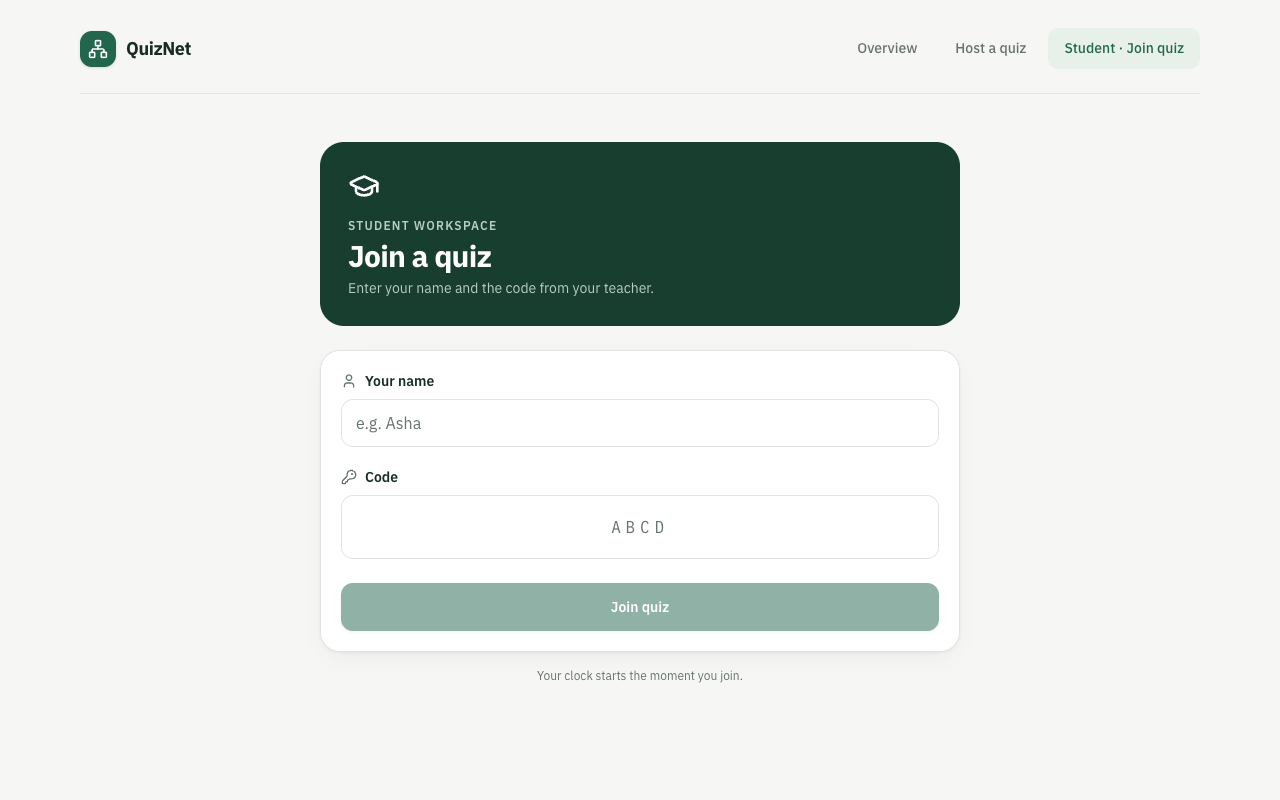 QuizNet
Overview
Host a quiz
Student · Join quiz
STUDENT WORKSPACE
Join a quiz
Enter your name and the code from your teacher.
Your name
e.g. Asha
Code
ABCD
Join quiz
Your clock starts the moment you join.